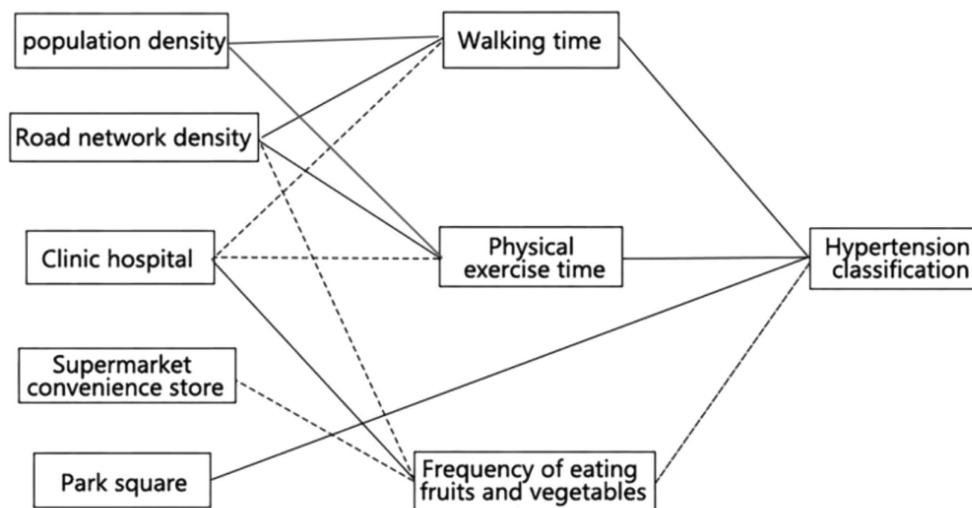 population density
Walking time
Road network density
Clinic hospital
Physical
exercise time
Hypertension
classification
Supermarket
convenience store
Park square
Frequency of eating
fruits and vegetables